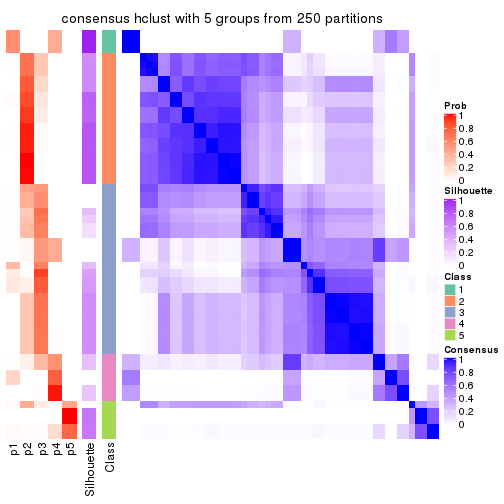 consensus hclust with 5 groups from 250 partitions
Prob
1
0.8
0.6
0.4
0.2
0
Silhouette
1
0.8
0.6
0.4
0.2
0
Class
1
2
3
4
5
Consensus
1
0.8
0.6
0.4
0.2
0
p1
p2
p3
p4
p5
Silhouette
Class